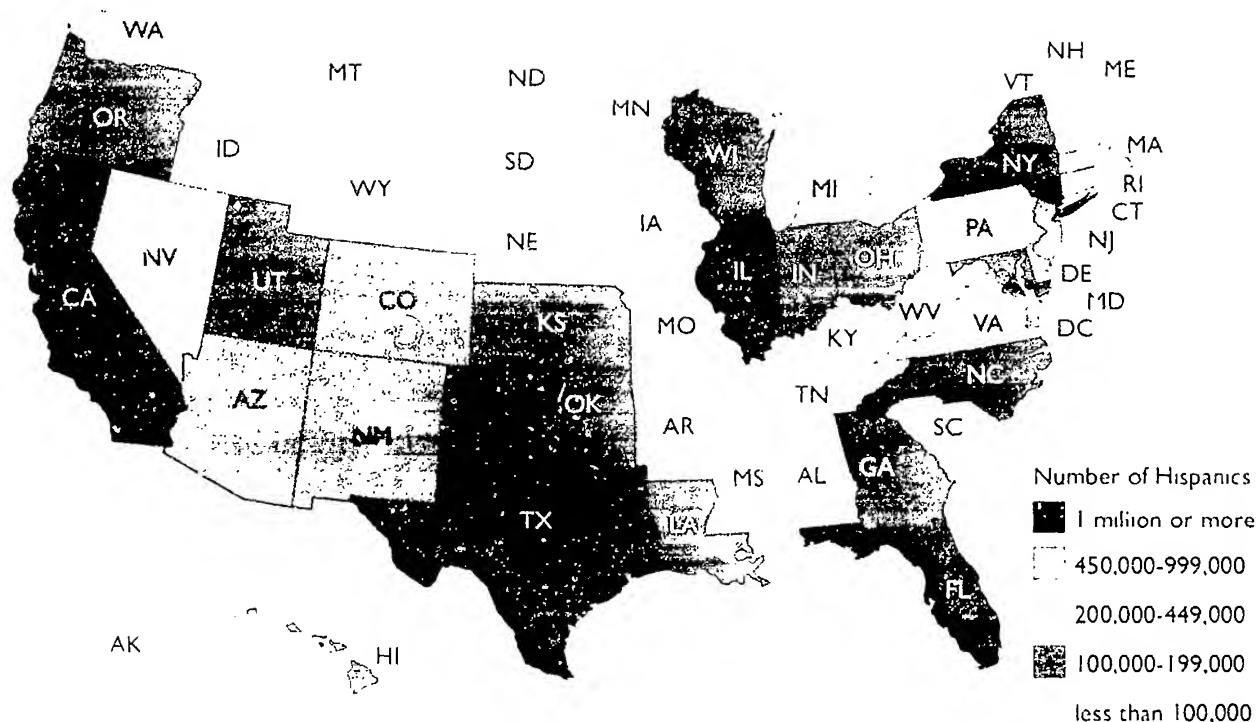 WA
MT
ND
NH
ME
VT
MN
OR
WI
NY
MA
ID
SD
WY
MI
RI
CT
IA
PA
NJ
NE
NV
IL
IN
OH
DE
UT
CO
CA
MD
WV
VA
DC
KS
MO
KY
NC
AZ
OK
TN
NM
AR
SC
MS
AL
GA
TX
LA
FL
AK
HI
Number of Hispanics
1 million or more
450,000-999,000
200,000-449,000
100,000-199,000
less than 100,000